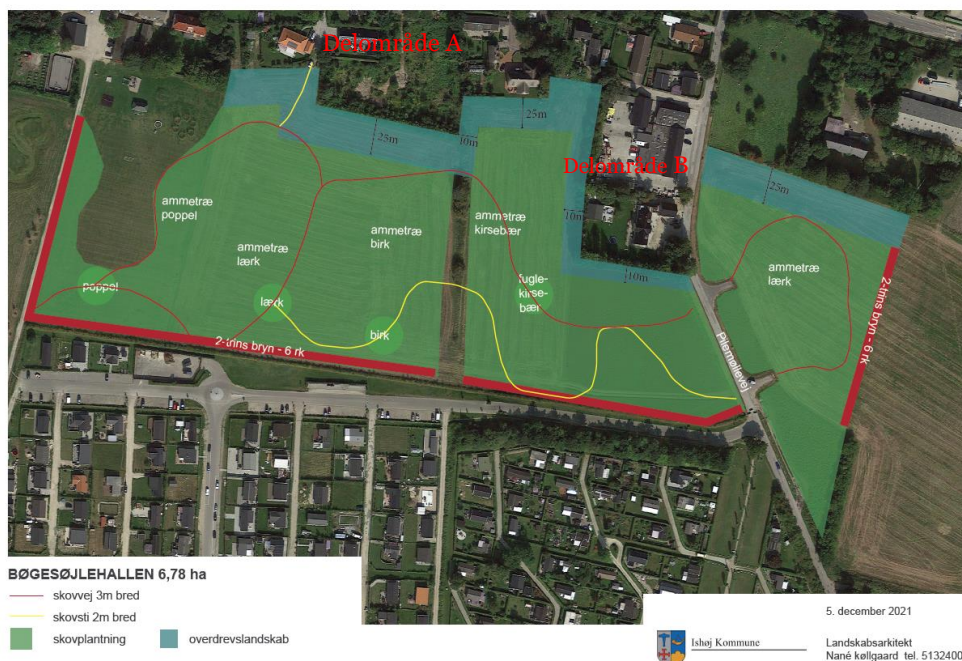 Delområde A
25m
10m
25m
Delområde B
10m
10m
25m
ammetræ
poppel
ammetræ
lærk
ammetræ
birk
ammetræ
kirsebær
ammetræ
lærk
poppel
lærk
birk
fugle-
kirse-
bær
2-trins bryn - 6 rk
2-trins bryn - 6 rk
Pilemøllevej
BØGESØJLEHALLEN 6,78 ha
skovvej 3m bred
skovsti 2m bred
skovplantning
overdrevslandskab
5. december 2021
Ishøj Kommune
Landskabsarkitekt
Nané køllgaard tel. 5132400